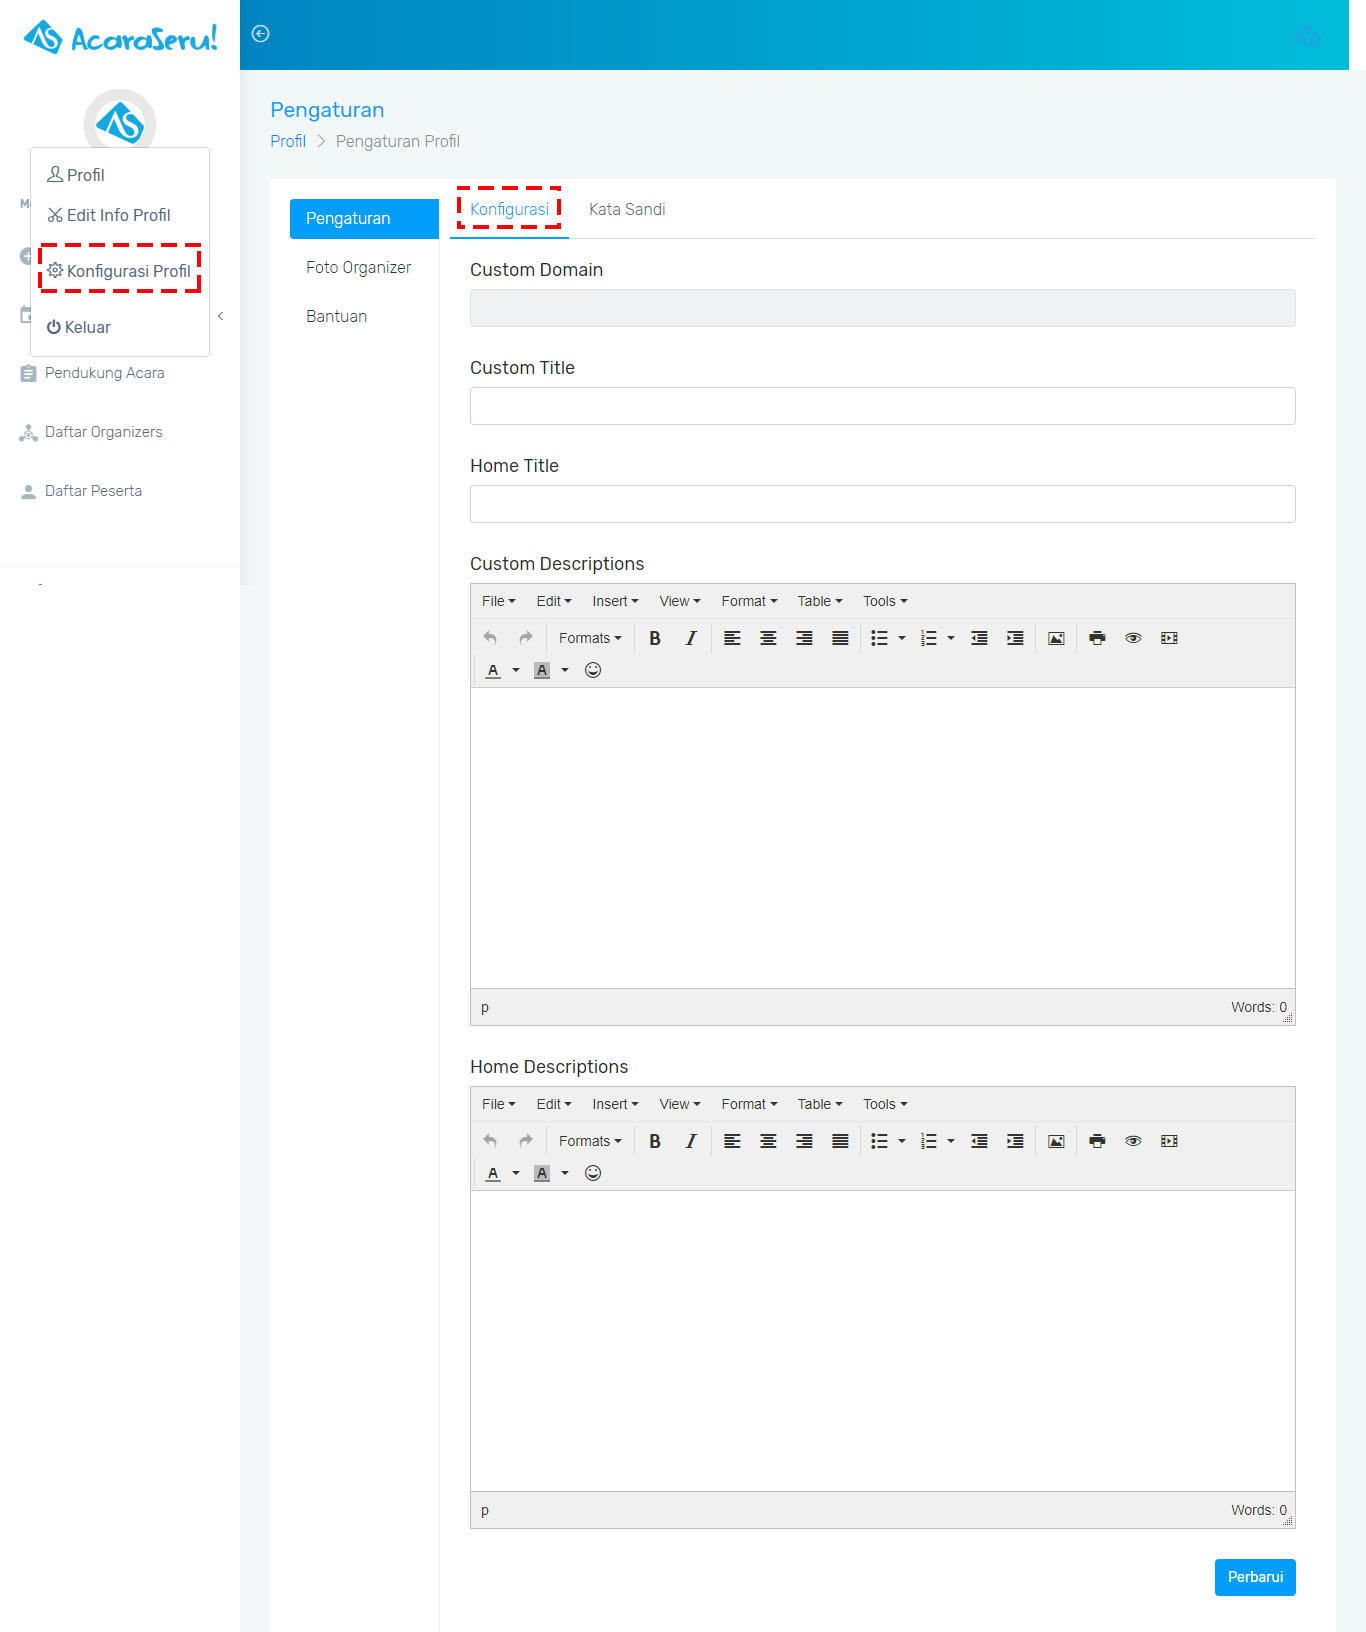 AcaraSeru!
Profil
Edit Info Profil
Konfigurasi Profil
Keluar
Pendukung Acara
Daftar Organizers
Daftar Peserta
Pengaturan
Profil > Pengaturan Profil
Pengaturan
Foto Organizer
Bantuan
Konfigurasi Kata Sandi
Custom Domain
Custom Title
Home Title
Custom Descriptions
File Edit Insert View Format Table Tools
Formats B I
A A
p Words: 0
Home Descriptions
File Edit Insert View Format Table Tools
Formats B I
A A
p Words: 0
Perbarui